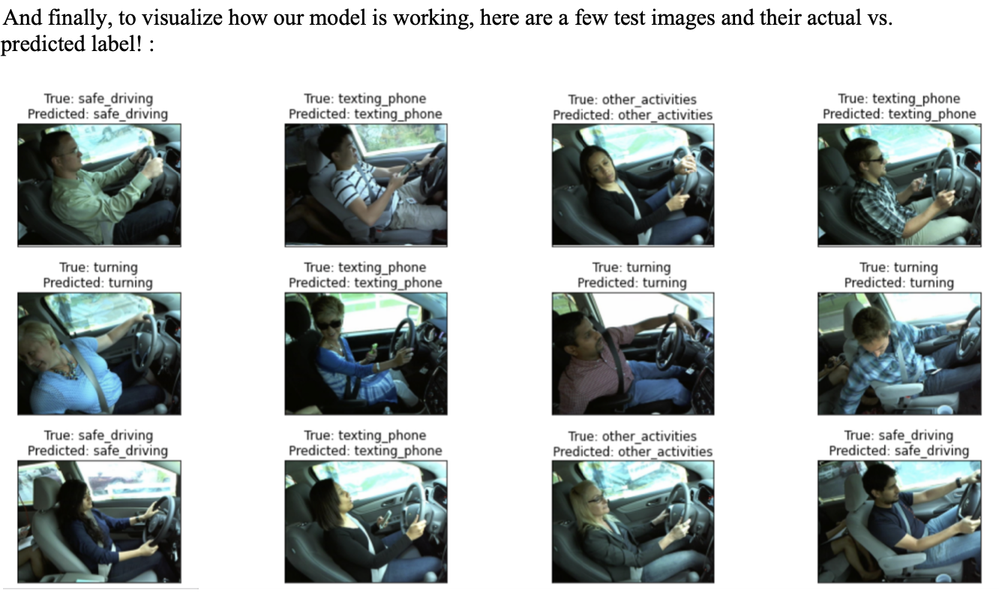 And finally, to visualize how our model is working, here are a few test images and their actual vs.
predicted label! :
True: safe_driving
Predicted: safe_driving
True: texting_phone
Predicted: texting_phone
True: other_activities
Predicted: other_activities
True: texting_phone
Predicted: texting_phone
True: turning
Predicted: turning
True: texting_phone
Predicted: texting_phone
True: turning
Predicted: turning
True: turning
Predicted: turning
True: safe_driving
Predicted: safe_driving
True: texting_phone
Predicted: texting_phone
True: other_activities
Predicted: other_activities
True: safe_driving
Predicted: safe_driving